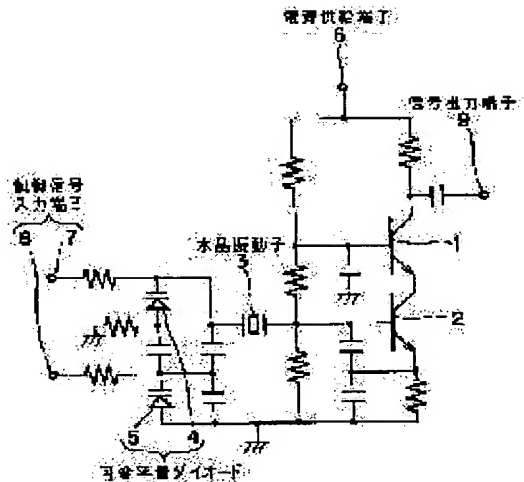 電源供給端子
6
信号出力端子
9
制御信号
入力端子
8 7
水晶振動子
3
1
2
5 4
可変容量ダイオード